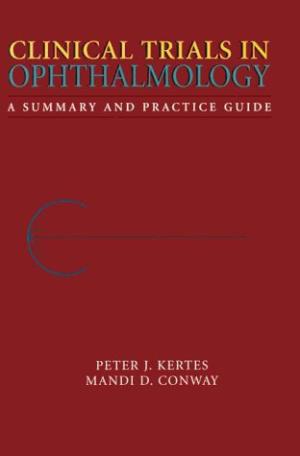 CLINICAL TRIALS IN
OPHTHALMOLOGY
A SUMMARY AND PRACTICE GUIDE
PETER J. KERTES
MANDI D. CONWAY